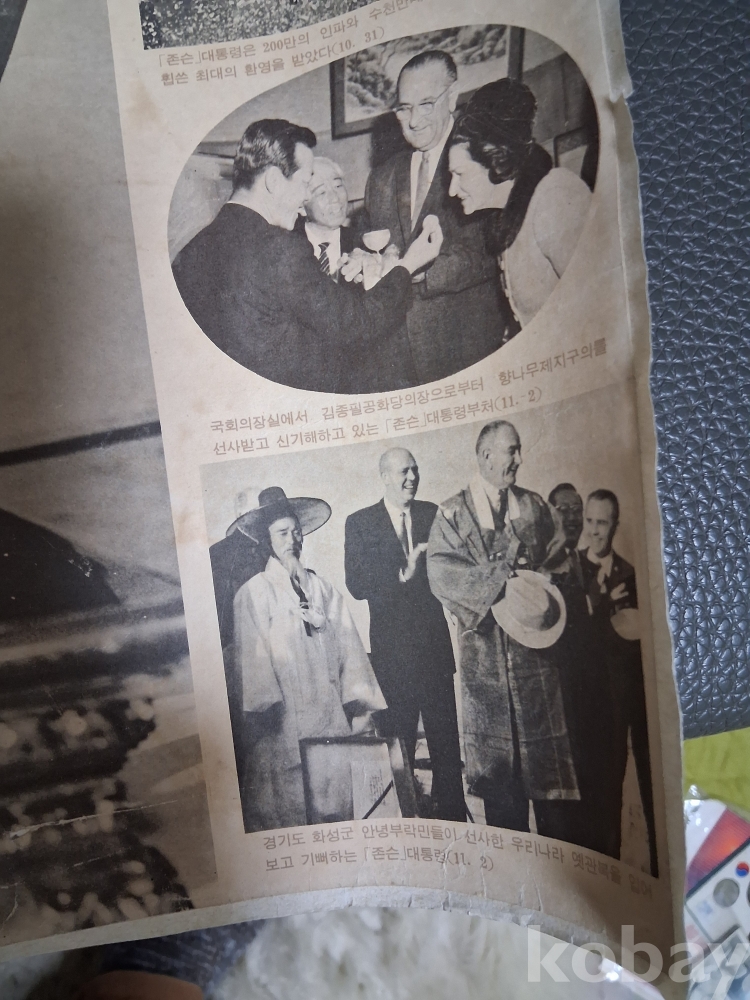 「존슨」대통령은 200만의 인파와 수천만
휩쓴 최대의 환영을 받았다(10. 31)
국회의장실에서 김종필공화당의장으로부터 향나무제지구의를
선사받고 신기해하고 있는 「존슨」대통령부처(11. 2)
경기도 화성군 안녕부락민들이 선사한 우리나라 옛관복을 입어
보고 기뻐하는 「존슨」대통령(11. 2)
kobay